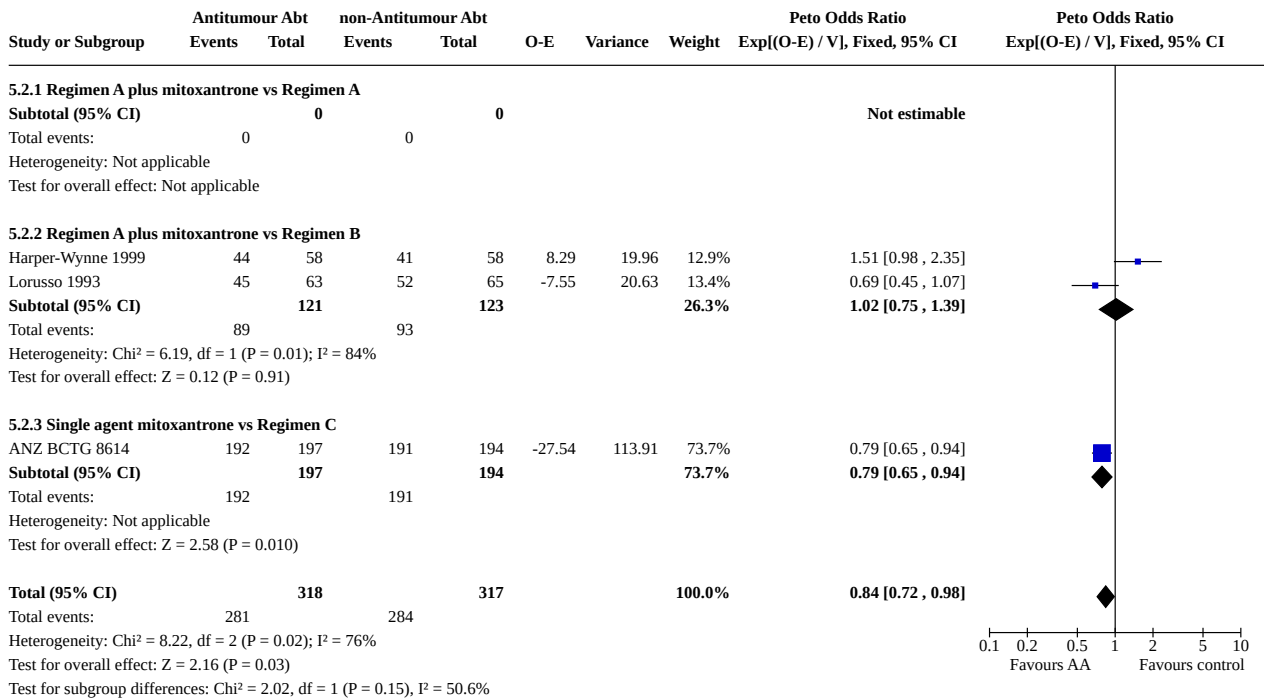 Antitumour Abt non-Antitumour Abt Peto Odds Ratio Peto Odds Ratio
Study or Subgroup Events Total Events Total O-E Variance Weight Exp[(O-E) / V], Fixed, 95% CI Exp[(O-E) / V], Fixed, 95% CI
5.2.1 Regimen A plus mitoxantrone vs Regimen A
Subtotal (95% CI) 0 0 Not estimable
Total events: 0 0
Heterogeneity: Not applicable
Test for overall effect: Not applicable
5.2.2 Regimen A plus mitoxantrone vs Regimen B
Harper-Wynne 1999 44 58 41 58 8.29 19.96 12.9% 1.51 [0.98 , 2.35]
Lorusso 1993 45 63 52 65 -7.55 20.63 13.4% 0.69 [0.45 , 1.07]
Subtotal (95% CI) 121 123 26.3% 1.02 [0.75 , 1.39]
Total events: 89 93
Heterogeneity: Chi² = 6.19, df = 1 (P = 0.01); I² = 84%
Test for overall effect: Z = 0.12 (P = 0.91)
5.2.3 Single agent mitoxantrone vs Regimen C
ANZ BCTG 8614 192 197 191 194 -27.54 113.91 73.7% 0.79 [0.65 , 0.94]
Subtotal (95% CI) 197 194 73.7% 0.79 [0.65 , 0.94]
Total events: 192 191
Heterogeneity: Not applicable
Test for overall effect: Z = 2.58 (P = 0.010)
Total (95% CI) 318 317 100.0% 0.84 [0.72 , 0.98]
Total events: 281 284
Heterogeneity: Chi² = 8.22, df = 2 (P = 0.02); I² = 76%
0.1 0.2 0.5 1 2 5 10
Test for overall effect: Z = 2.16 (P = 0.03) Favours AA Favours control
Test for subgroup differences: Chi² = 2.02, df = 1 (P = 0.15), I² = 50.6%